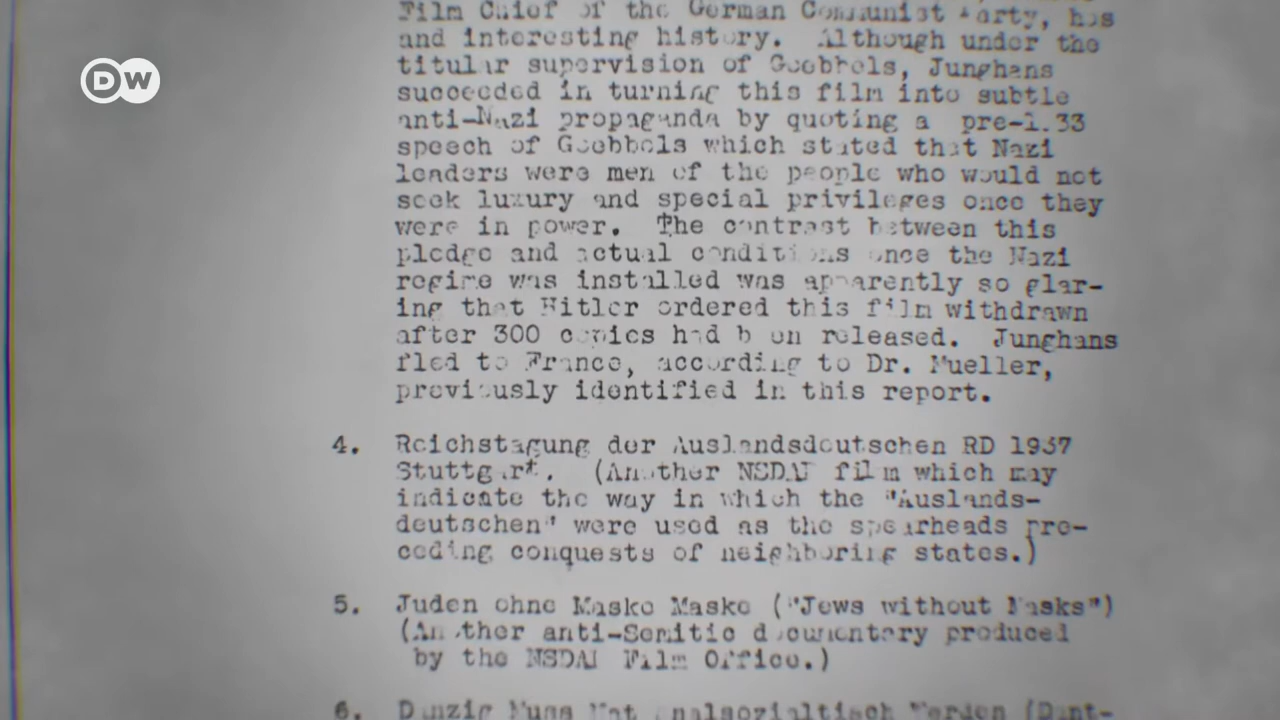 DW
Film Chief of the German Communist Party, has
and interesting history. Although under the
titular supervision of Goebbels, Junghans
succeeded in turning this film into subtle
anti-Nazi propaganda by quoting a pre-1.33
speech of Goebbels which stated that Nazi
leaders were men of the people who would not
seek luxury and special privileges once they
were in power. The contrast between this
pledge and actual conditions once the Nazi
regime was installed was apparently so glar-
ing that Hitler ordered this film withdrawn
after 300 copies had been released. Junghans
fled to France, according to Dr. Mueller,
previously identified in this report.
4. Reichstagung der Auslandsdeutschen RD 1937
Stuttgart. (Another NSDAP film which may
indicate the way in which the "Auslands-
deutschen" were used as the spearheads pre-
ceding conquests of neighboring states.)
5. Juden ohne Maske Maske ("Jews without Masks")
(Another anti-Semitic documentary produced
by the NSDAP Film Office.)
6. Danzig Muss Nationalsozialtisch Werden (Dant-